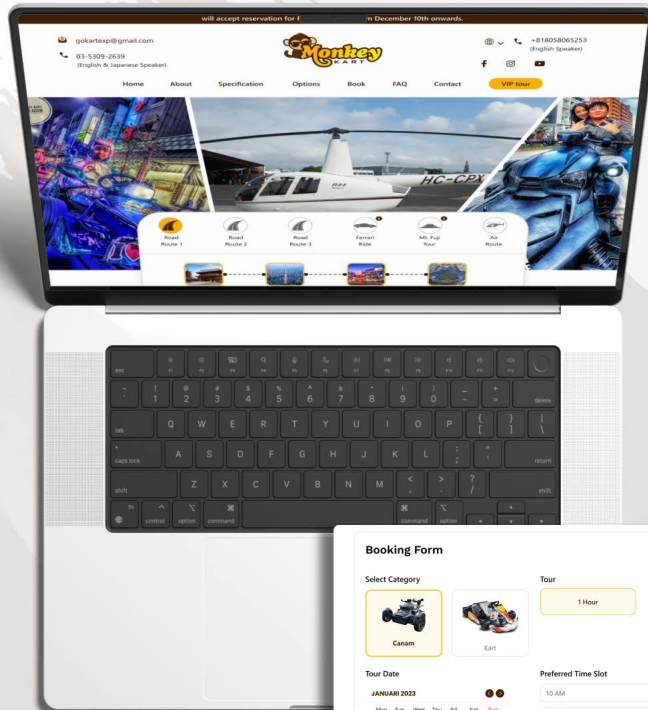 will accept reservation for F
m December 10th onwards.
gokartexp@gmail.com
03-5309-2639
(English & Japanese Speaker)
Monkey
KART
+818058065253
(English Speaker)
Home About Specification Options Book FAQ Contact VIP tour
HC-CPX
Road Route 1
Road Route 2
Road Route 3
Ferrari Ride
Mt. Fuji Tour
Air Route
esc
1 2 3 4 5 6 7 8 9 0 - = delete
tab Q W E R T Y U I O P { } [ ] | \
caps lock A S D F G H J K L : ; " return
shift Z X C V B N M < , > . ? / shift
fn control option command command option
Booking Form
Select Category
Tour
Canam
Kart
1 Hour
Tour Date
Preferred Time Slot
JANUARI 2023
10 AM
Mon Tue Wed Thu Fri Sat Sun